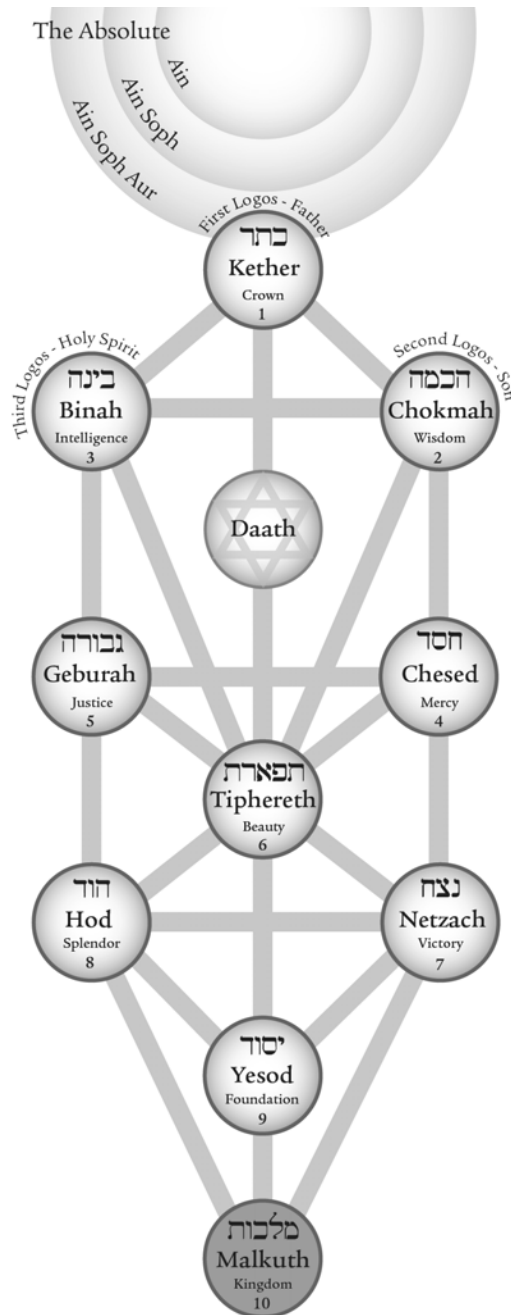 The Absolute
Ain
Ain Soph
Ain Soph Aur
First Logos - Father
כתר
Kether
Crown
1
Third Logos - Holy Spirit
בינה
Binah
Intelligence
3
Second Logos - Son
הכמה
Chokmah
Wisdom
2
Daath
גבורה
Geburah
Justice
5
חסד
Chesed
Mercy
4
תפארת
Tiphereth
Beauty
6
הוד
Hod
Splendor
8
נצח
Netzach
Victory
7
יסוד
Yesod
Foundation
9
מלכות
Malkuth
Kingdom
10